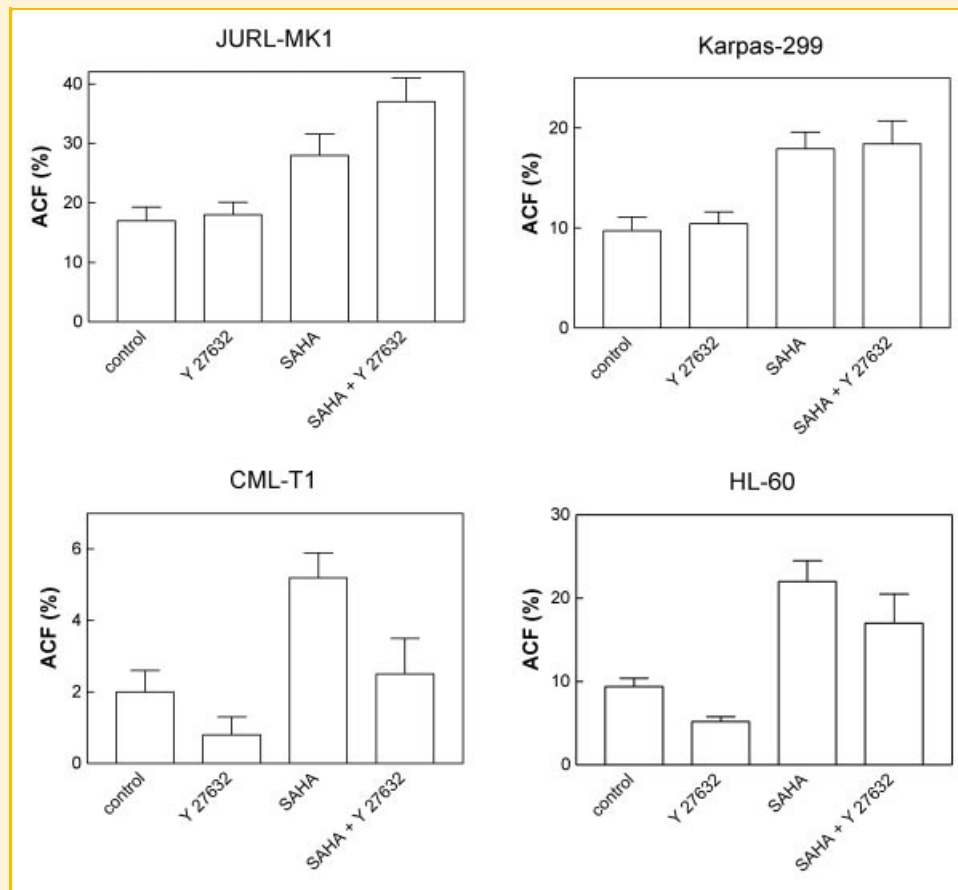 JURL-MK1
ACF (%)
40
30
20
10
0
control
Y 27632
SAHA
SAHA + Y 27632
Karpas-299
ACF (%)
20
10
0
control
Y 27632
SAHA
SAHA + Y 27632
CML-T1
ACF (%)
6
4
2
0
control
Y 27632
SAHA
SAHA + Y 27632
HL-60
ACF (%)
30
20
10
0
control
Y 27632
SAHA
SAHA + Y 27632